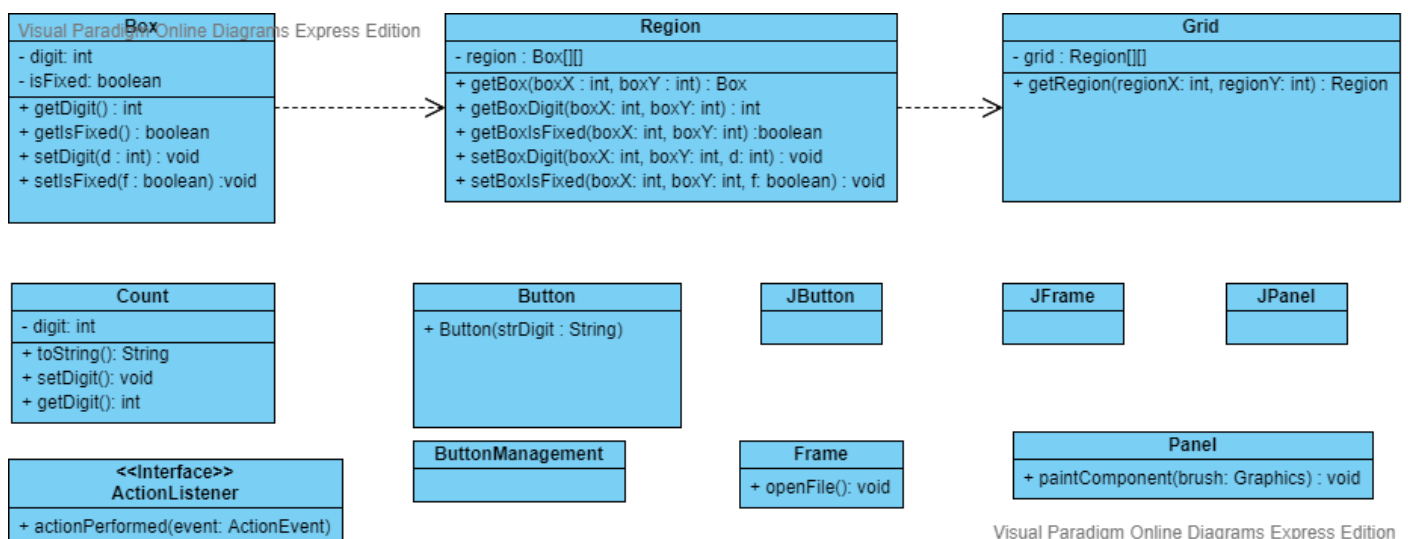 Visual Paradigm Online Diagrams Express Edition
Box
- digit: int
- isFixed: boolean
+ getDigit() : int
+ getIsFixed() : boolean
+ setDigit(d : int) : void
+ setIsFixed(f : boolean) :void
Region
- region : Box[][]
+ getBox(boxX : int, boxY : int) : Box
+ getBoxDigit(boxX: int, boxY: int) : int
+ getBoxIsFixed(boxX: int, boxY: int) :boolean
+ setBoxDigit(boxX: int, boxY: int, d: int) : void
+ setBoxIsFixed(boxX: int, boxY: int, f: boolean) : void
Grid
- grid : Region[][]
+ getRegion(regionX: int, regionY: int) : Region
Count
- digit: int
+ toString(): String
+ setDigit(): void
+ getDigit(): int
Button
+ Button(strDigit : String)
JButton
JFrame
JPanel
<<Interface>>
ActionListener
+ actionPerformed(event: ActionEvent)
ButtonManagement
Frame
+ openFile(): void
Panel
+ paintComponent(brush: Graphics) : void
Visual Paradigm Online Diagrams Express Edition